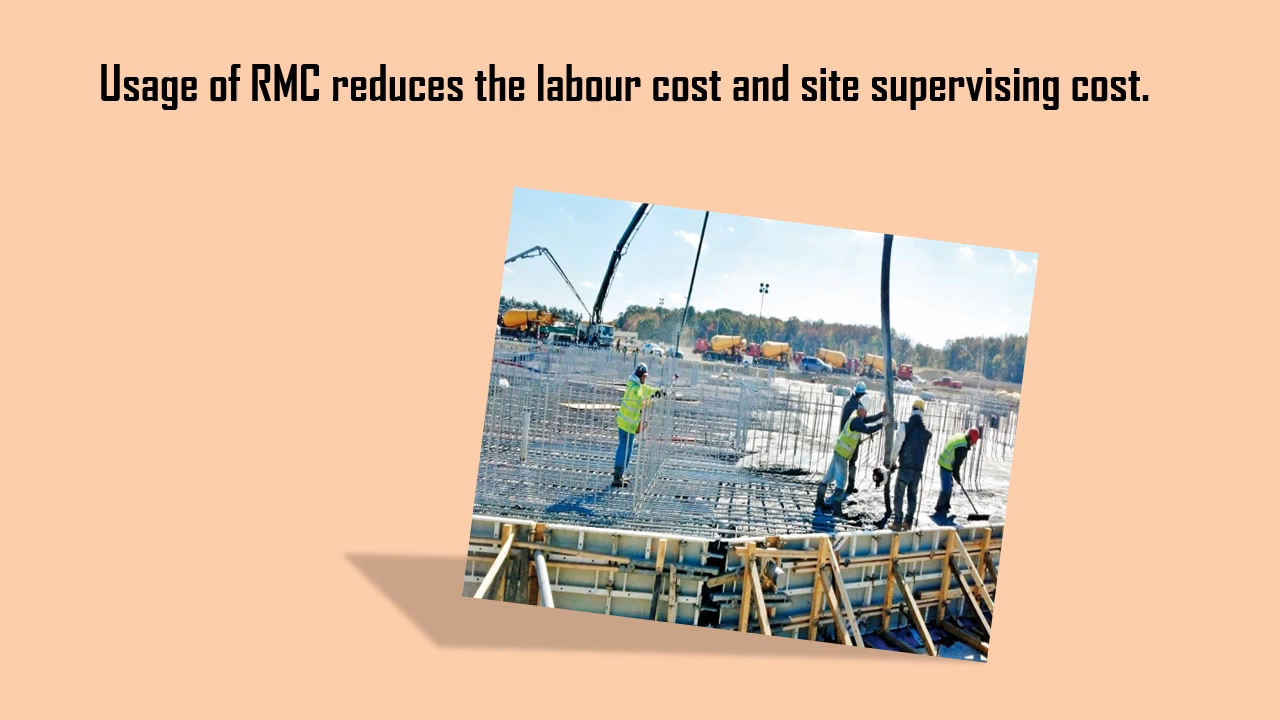 Usage of RMC reduces the labour cost and site supervising cost.